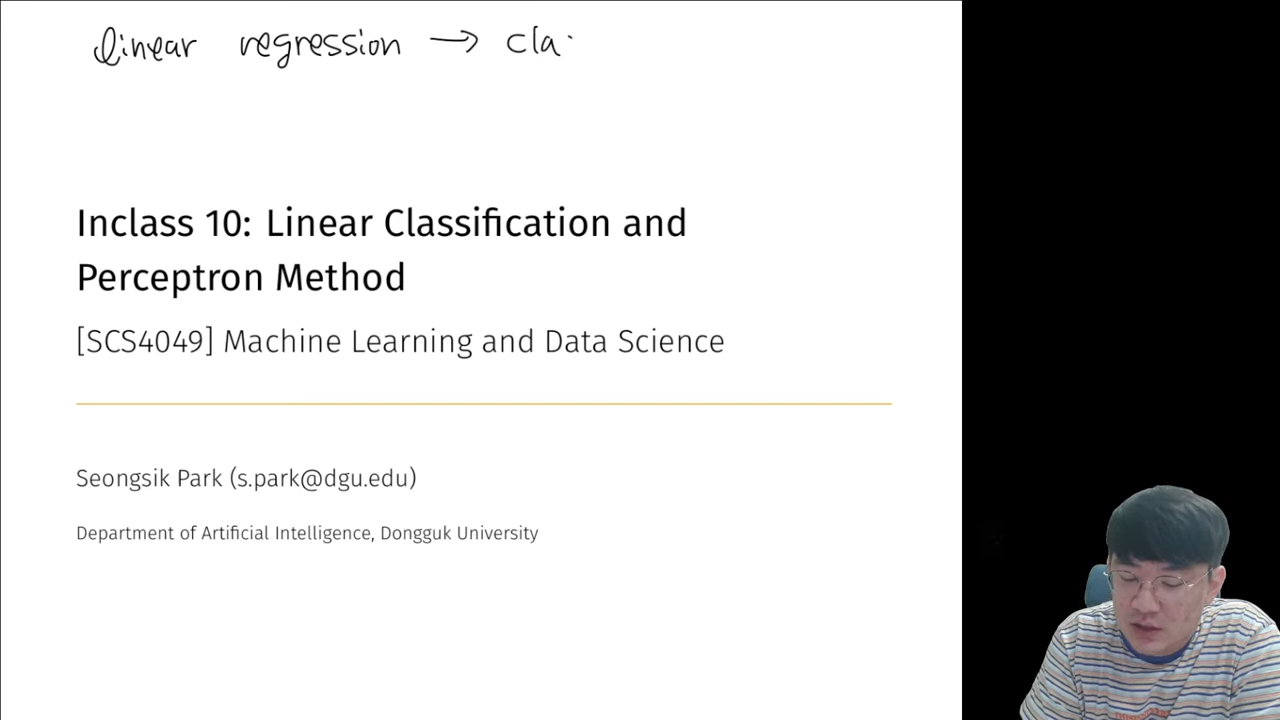 linear regression → cla
Inclass 10: Linear Classification and
Perceptron Method
[SCS4049] Machine Learning and Data Science
Seongsik Park (s.park@dgu.edu)
Department of Artificial Intelligence, Dongguk University